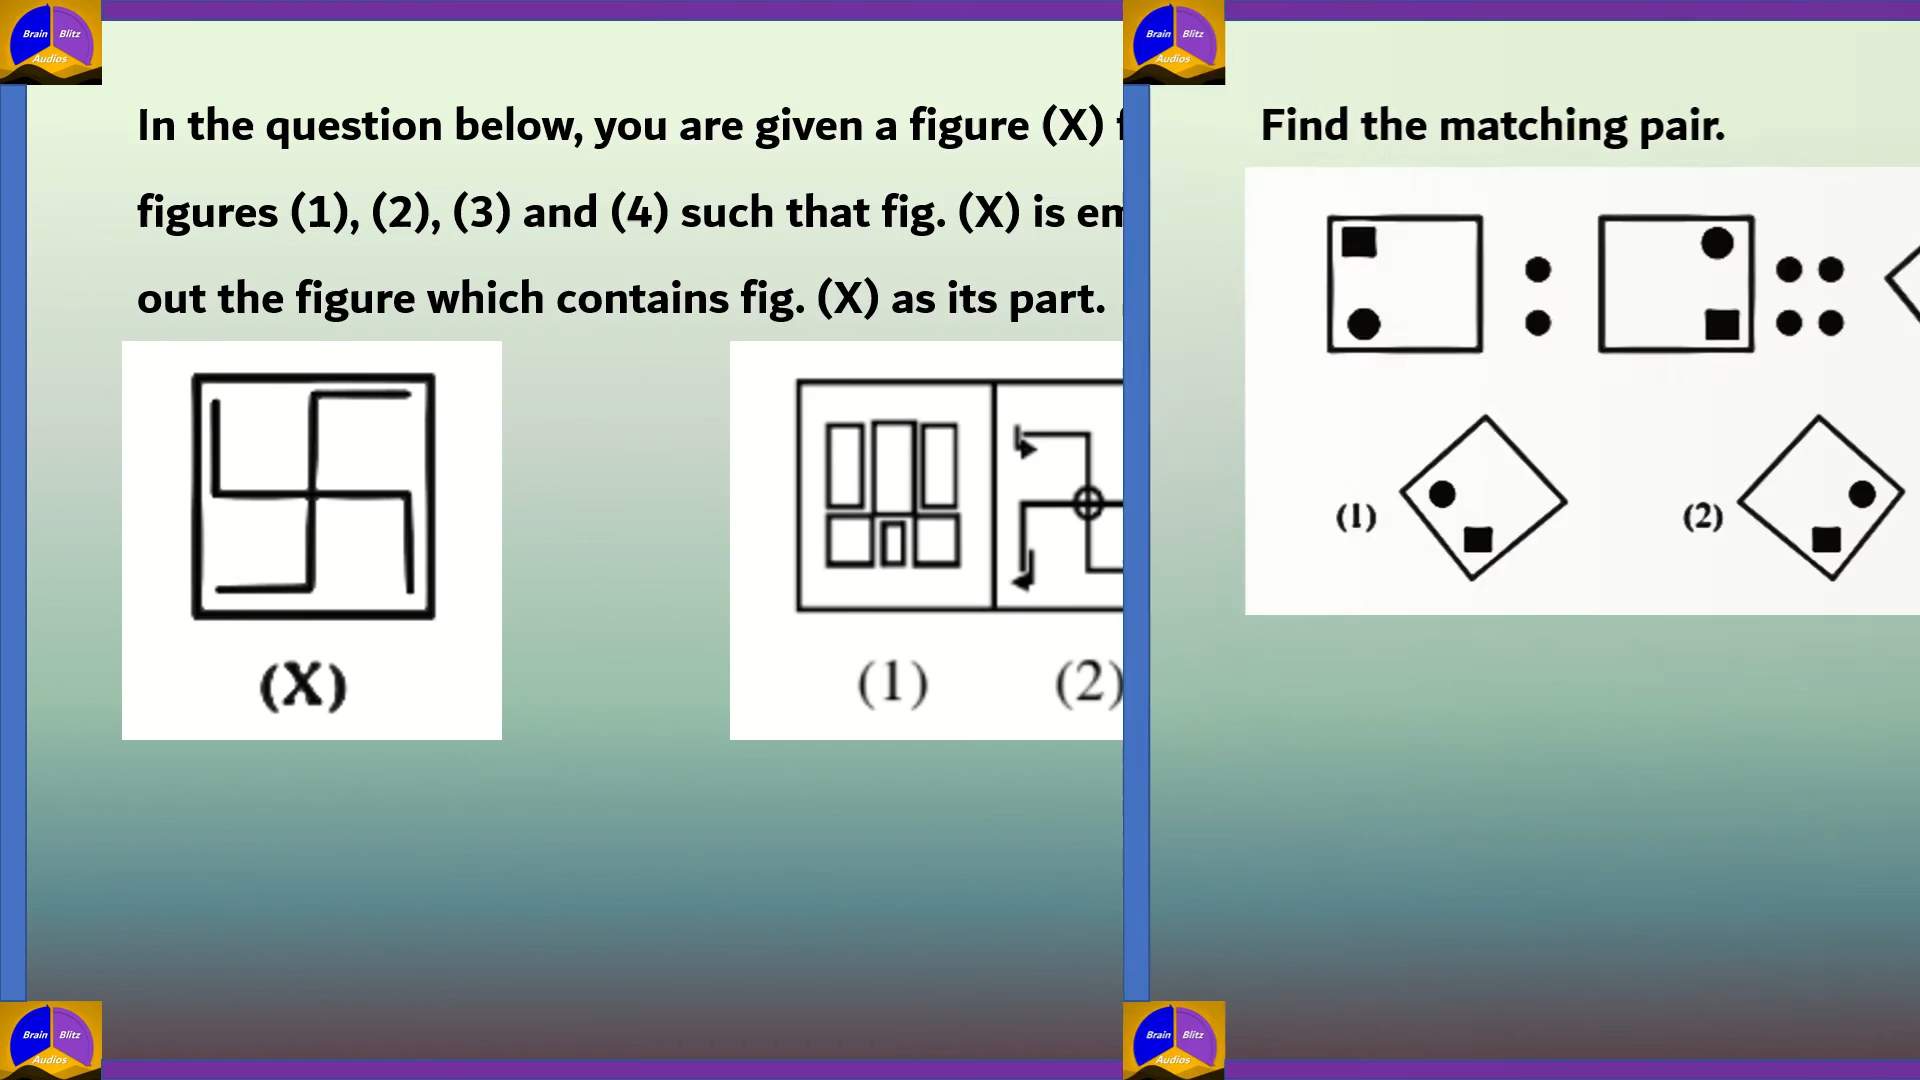 Brain Blitz
Audios
In the question below, you are given a figure (X)
figures (1), (2), (3) and (4) such that fig. (X) is
out the figure which contains fig. (X) as its part.
(X)
(1)
(2)
Brain Blitz
Audios
Brain Blitz
Audios
Find the matching pair.
(1)
(2)
Brain Blitz
Audios